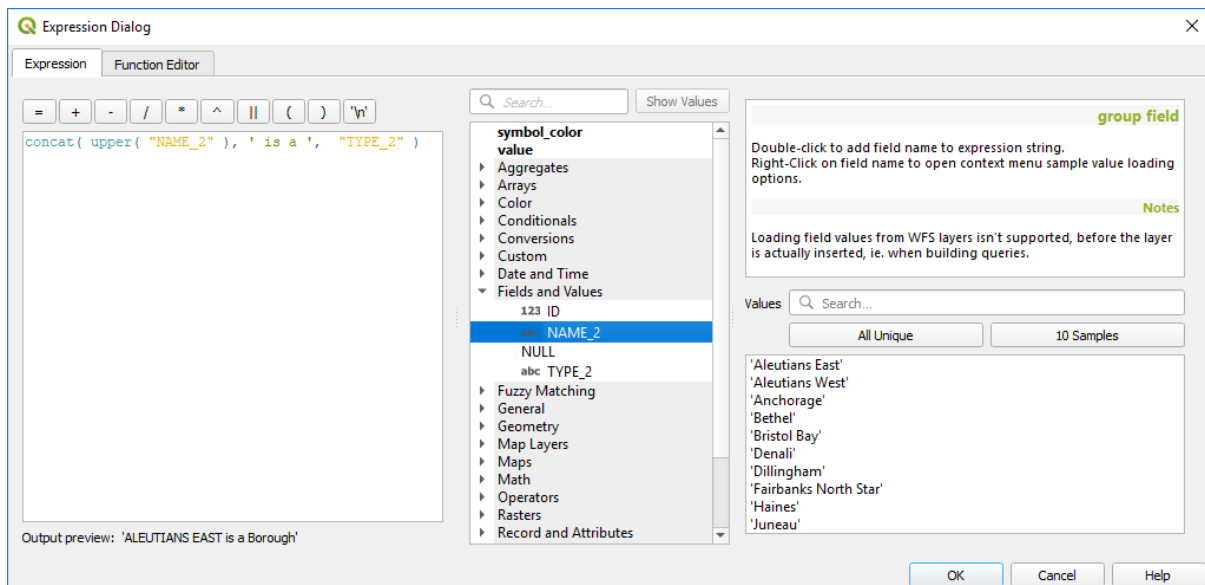 Expression Dialog
Expression
Function Editor
= + - / * ^ || ( ) '\n'
concat( upper( "NAME_2" ), ' is a ',  "TYPE_2" )
Output preview: 'ALEUTIANS EAST is a Borough'
Search...
Show Values
symbol_color
value
Aggregates
Arrays
Color
Conditionals
Conversions
Custom
Date and Time
Fields and Values
123 ID
abc NAME_2
NULL
abc TYPE_2
Fuzzy Matching
General
Geometry
Map Layers
Maps
Math
Operators
Rasters
Record and Attributes
group field
Double-click to add field name to expression string.
Right-Click on field name to open context menu sample value loading
options.
Notes
Loading field values from WFS layers isn't supported, before the layer
is actually inserted, ie. when building queries.
Values
Search...
All Unique
10 Samples
'Aleutians East'
'Aleutians West'
'Anchorage'
'Bethel'
'Bristol Bay'
'Denali'
'Dillingham'
'Fairbanks North Star'
'Haines'
'Juneau'
OK
Cancel
Help